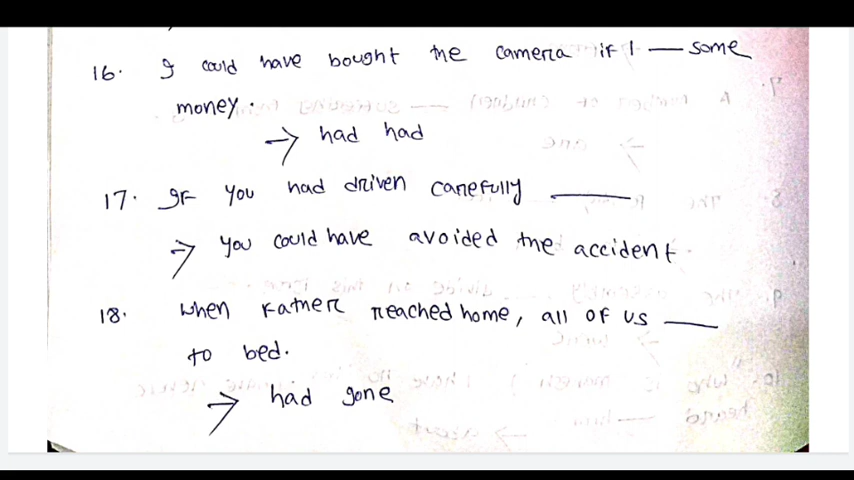 16. I could have bought the camera if I — some
money.
→ had had
17. If you had driven carefully ———
→ you could have avoided the accident.
18. when Father reached home, all of us ——
to bed.
→ had gone